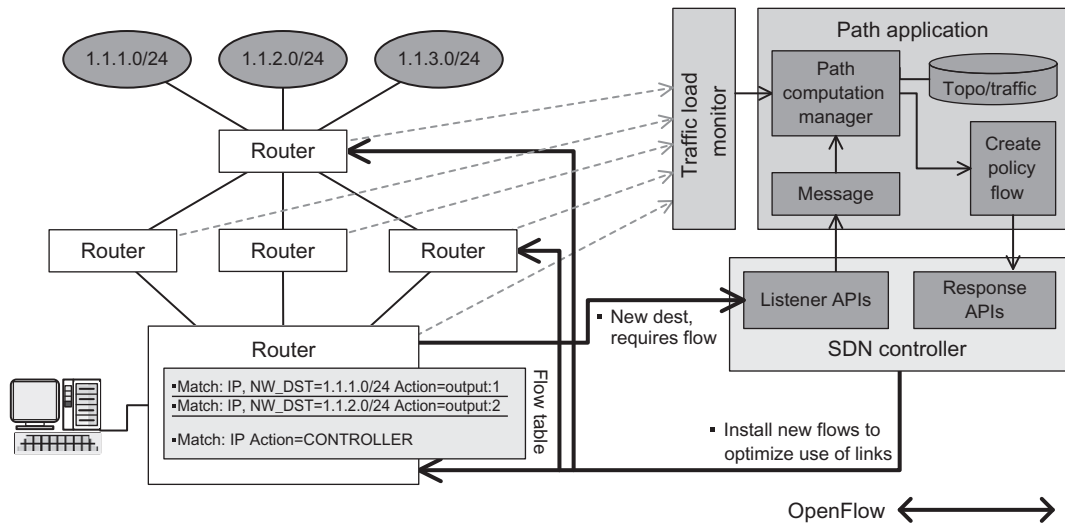 1.1.1.0/24
1.1.2.0/24
1.1.3.0/24
Router
Router
Router
Router
Router
▪Match: IP, NW_DST=1.1.1.0/24 Action=output:1
▪Match: IP, NW_DST=1.1.2.0/24 Action=output:2
▪Match: IP Action=CONTROLLER
Flow table
Traffic load
monitor
Path application
Path
computation
manager
Topo/traffic
Create
policy
flow
Message
Listener APIs
Response
APIs
SDN controller
▪ New dest,
requires flow
▪ Install new flows to
optimize use of links
OpenFlow